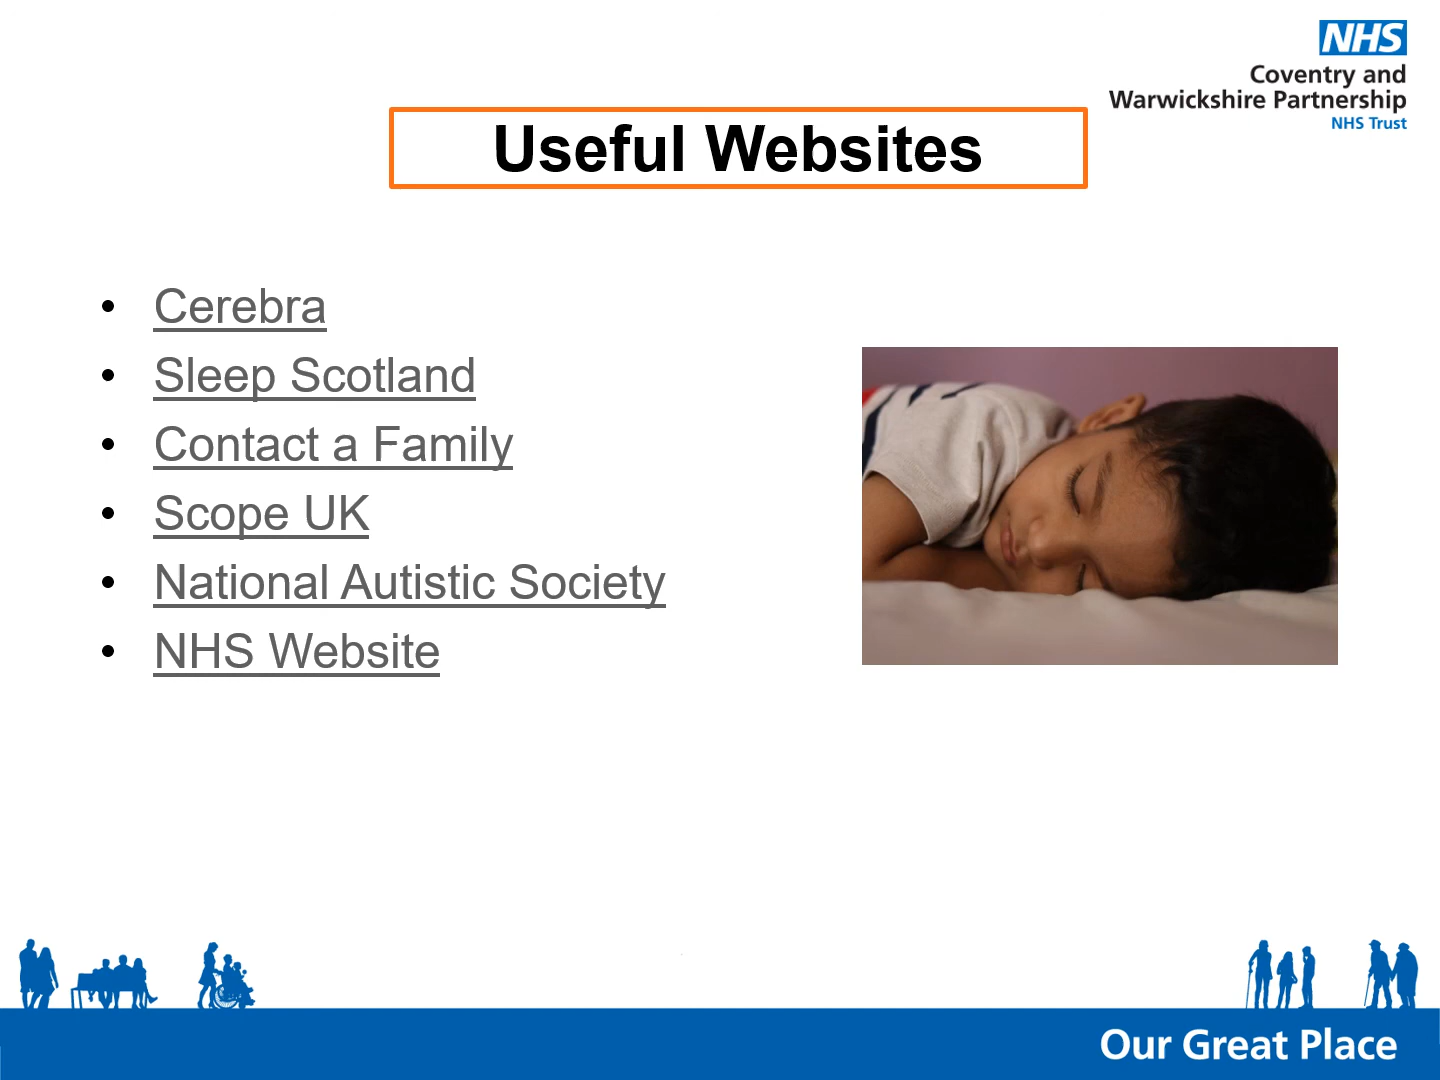 NHS
Coventry and
Warwickshire Partnership
NHS Trust
Useful Websites
• Cerebra
• Sleep Scotland
• Contact a Family
• Scope UK
• National Autistic Society
• NHS Website
Our Great Place